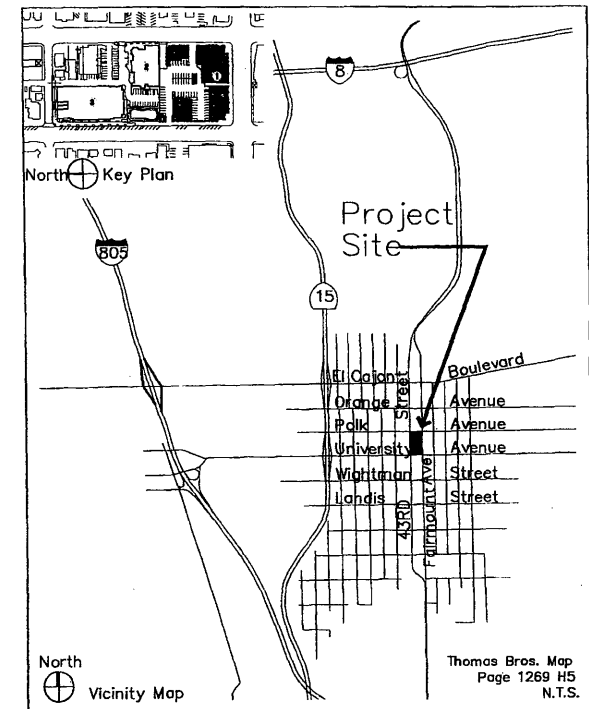 8
North Key Plan
Project
Site
805
15
El Cajon Boulevard
Orange Avenue
Polk Avenue
University Avenue
Wightman Street
Landis Street
Street
43RD
Fairmount Ave.
North
Vicinity Map
Thomas Bros. Map
Page 1269 H5
N.T.S.